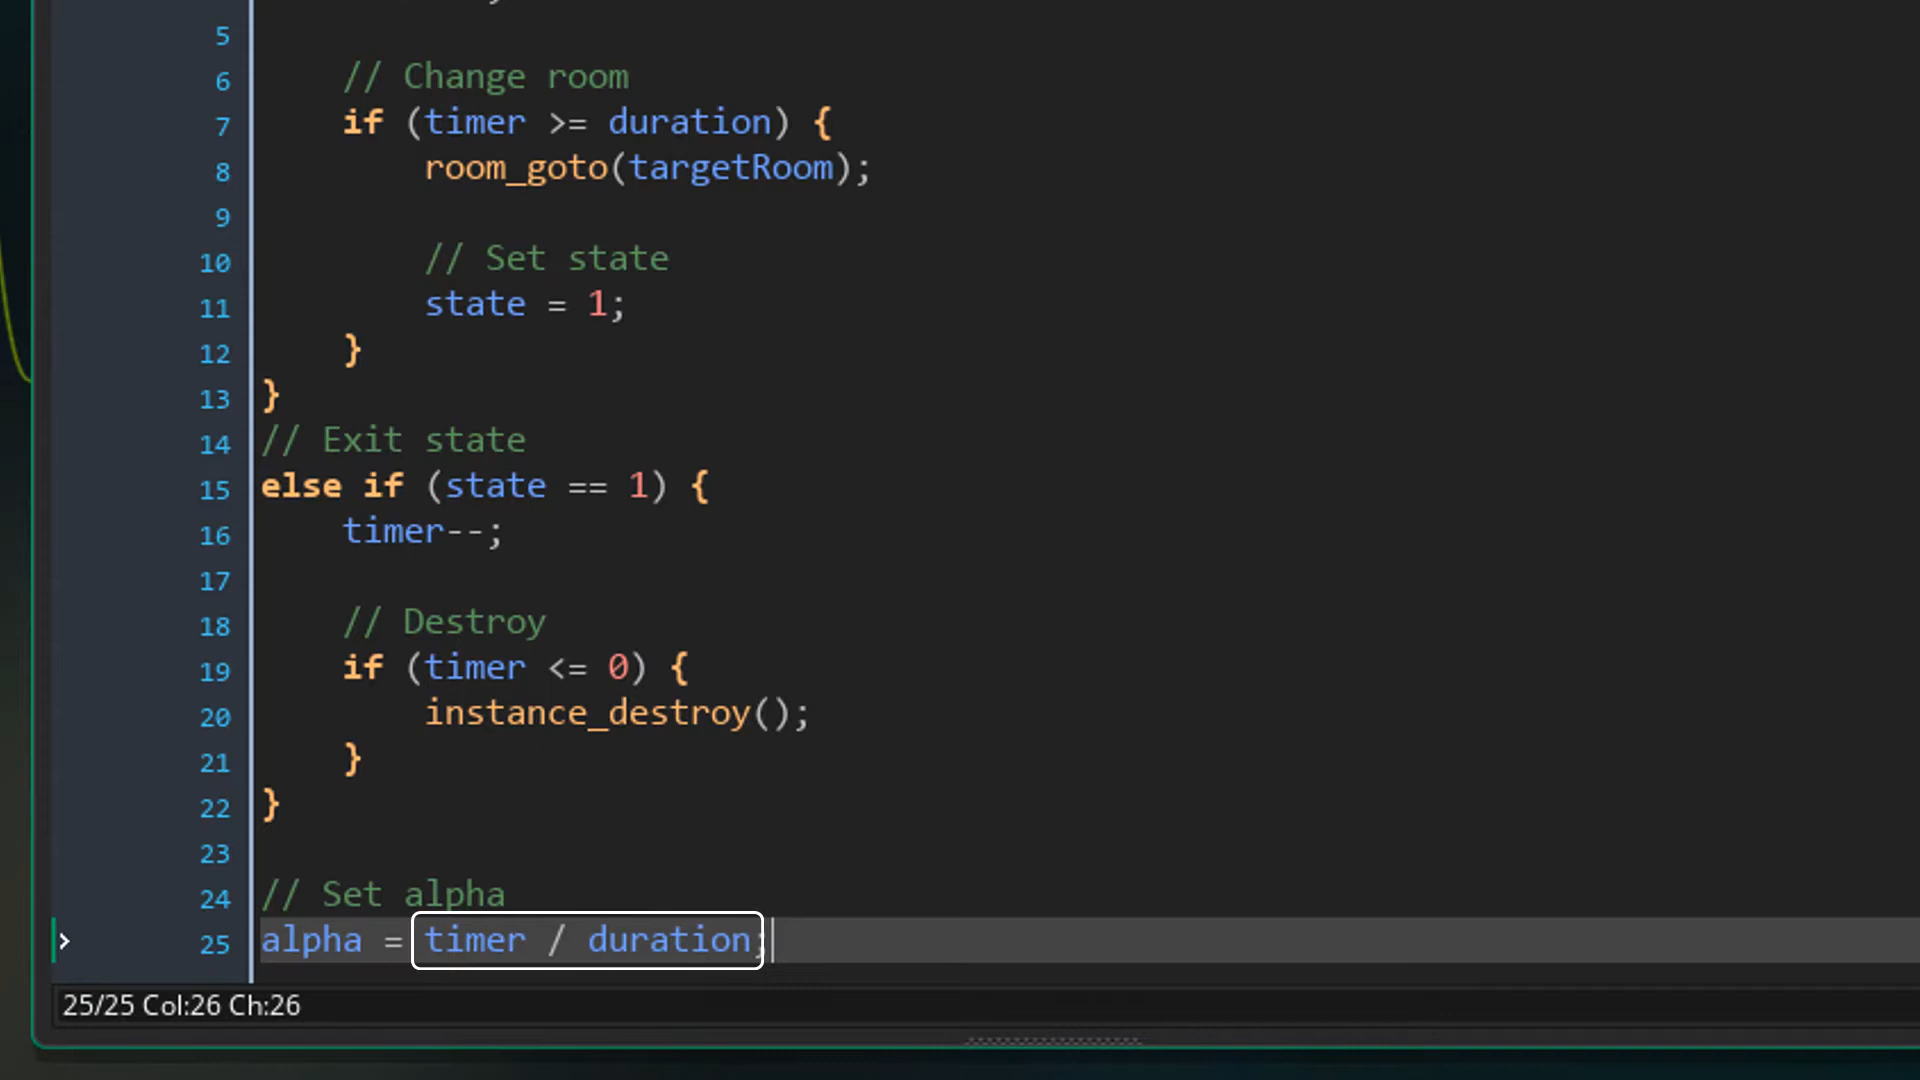 5
6 // Change room
7 if (timer >= duration) {
8 room_goto(targetRoom);
9
10 // Set state
11 state = 1;
12 }
13 }
14 // Exit state
15 else if (state == 1) {
16 timer--;
17
18 // Destroy
19 if (timer <= 0) {
20 instance_destroy();
21 }
22 }
23
24 // Set alpha
25 alpha = timer / duration;
25/25 Col:26 Ch:26